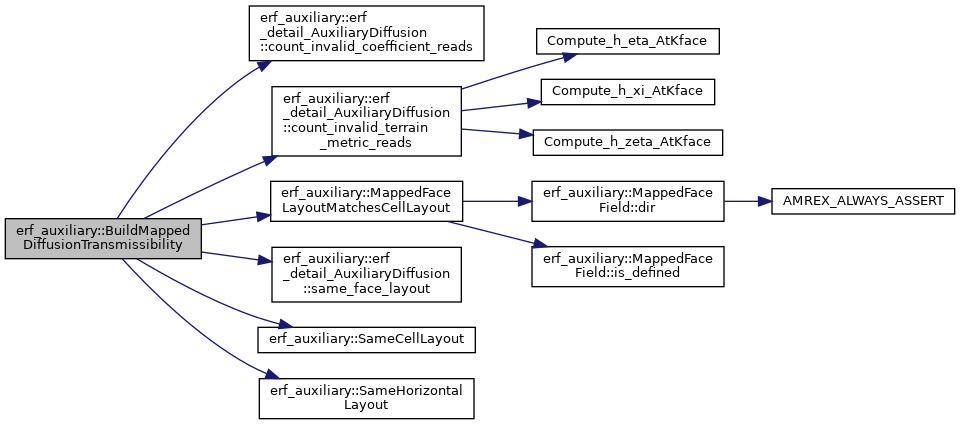 erf_auxiliary::BuildMapped
DiffusionTransmissibility
erf_auxiliary::erf
_detail_AuxiliaryDiffusion
::count_invalid_coefficient_reads
erf_auxiliary::erf
_detail_AuxiliaryDiffusion
::count_invalid_terrain
_metric_reads
Compute_h_eta_AtKface
Compute_h_xi_AtKface
Compute_h_zeta_AtKface
erf_auxiliary::MappedFace
LayoutMatchesCellLayout
erf_auxiliary::MappedFace
Field::dir
AMREX_ALWAYS_ASSERT
erf_auxiliary::MappedFace
Field::is_defined
erf_auxiliary::erf
_detail_AuxiliaryDiffusion
::same_face_layout
erf_auxiliary::SameCellLayout
erf_auxiliary::SameHorizontal
Layout